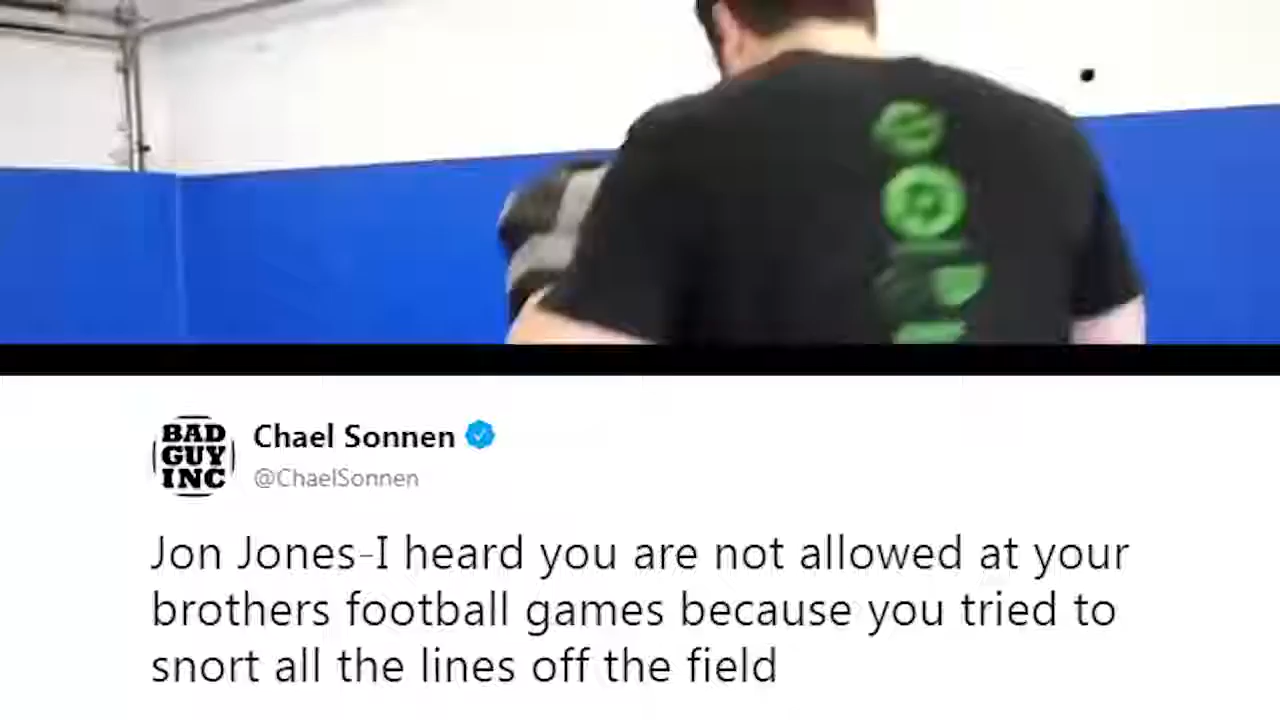 BAD
GUY
INC
Chael Sonnen
@ChaelSonnen
Jon Jones-I heard you are not allowed at your
brothers football games because you tried to
snort all the lines off the field